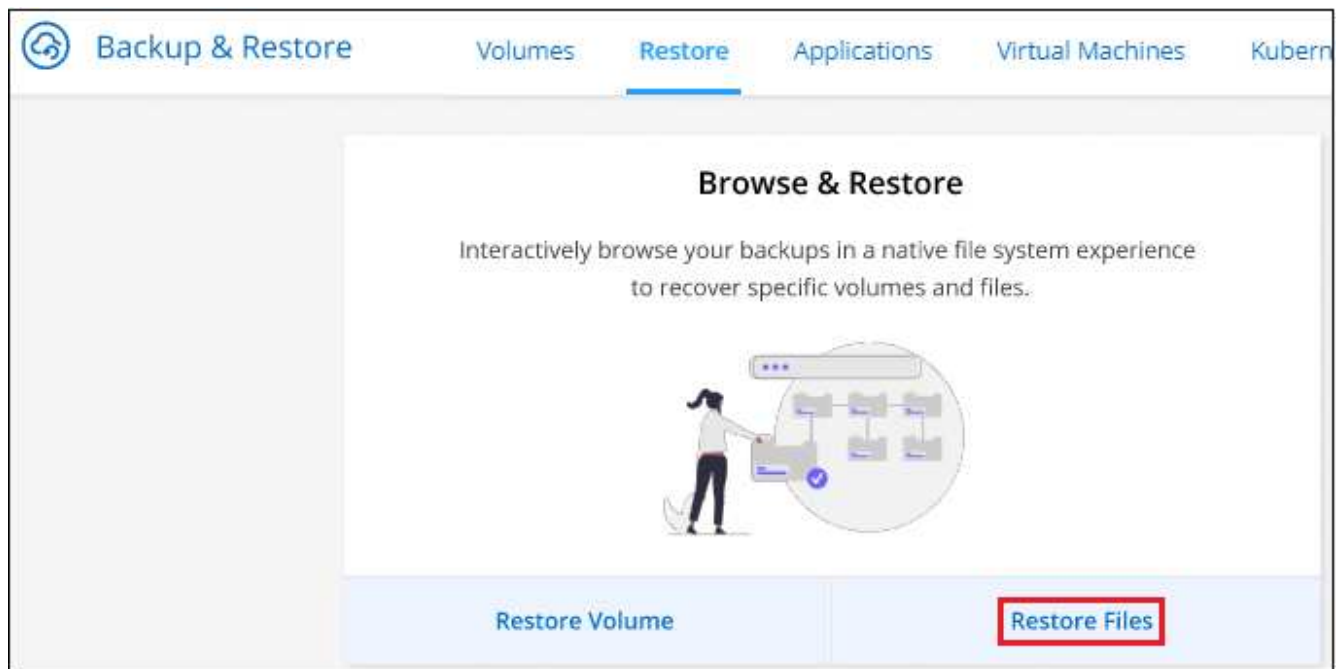 Backup & Restore Volumes Restore Applications Virtual Machines Kubern
Browse & Restore
Interactively browse your backups in a native file system experience
to recover specific volumes and files.
Restore Volume Restore Files